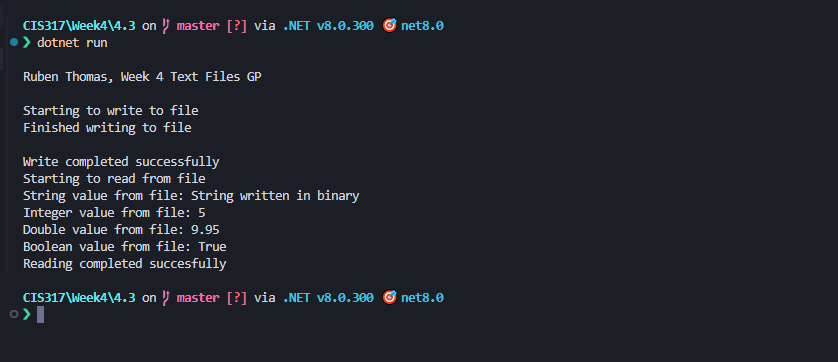 CIS317\Week4\4.3 on master [?] via .NET v8.0.300 🎯 net8.0
❯ dotnet run
Ruben Thomas, Week 4 Text Files GP
Starting to write to file
Finished writing to file
Write completed successfully
Starting to read from file
String value from file: String written in binary
Integer value from file: 5
Double value from file: 9.95
Boolean value from file: True
Reading completed succesfully
CIS317\Week4\4.3 on master [?] via .NET v8.0.300 🎯 net8.0
❯